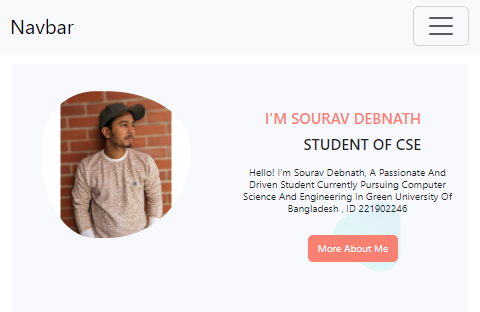 Navbar
I'M SOURAV DEBNATH
STUDENT OF CSE
Hello! I'm Sourav Debnath, A Passionate And
Driven Student Currently Pursuing Computer
Science And Engineering In Green University Of
Bangladesh , ID 221902246
More About Me